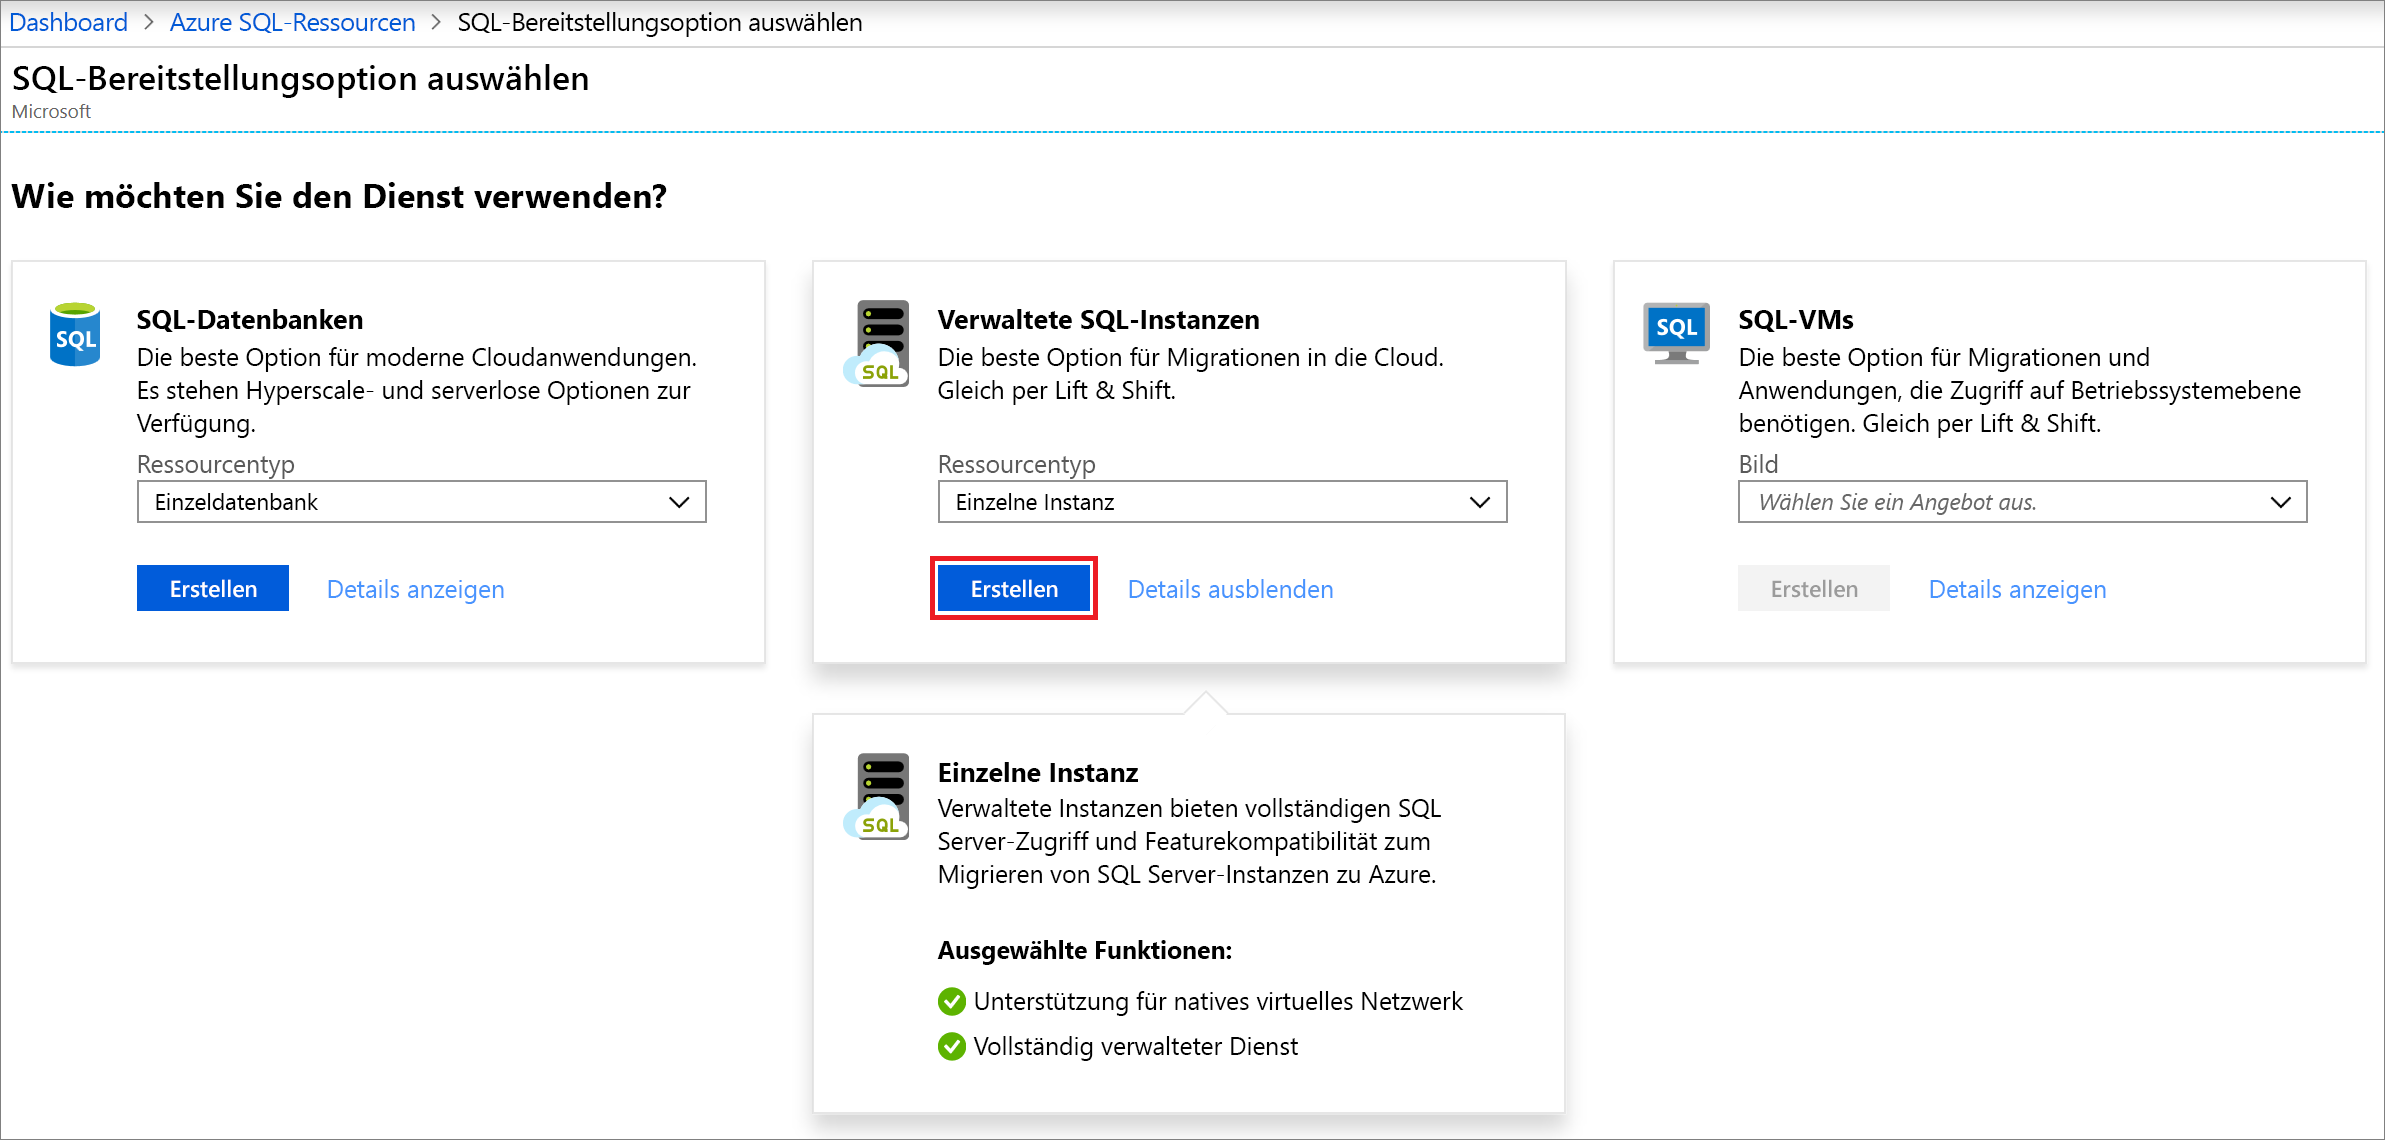 Dashboard > Azure SQL-Ressourcen > SQL-Bereitstellungsoption auswählen
SQL-Bereitstellungsoption auswählen
Microsoft
Wie möchten Sie den Dienst verwenden?
SQL
SQL-Datenbanken
Die beste Option für moderne Cloudanwendungen.
Es stehen Hyperscale- und serverlose Optionen zur
Verfügung.
Ressourcentyp
Einzeldatenbank
Erstellen
Details anzeigen
SQL
Verwaltete SQL-Instanzen
Die beste Option für Migrationen in die Cloud.
Gleich per Lift & Shift.
Ressourcentyp
Einzelne Instanz
Erstellen
Details ausblenden
SQL
SQL-VMs
Die beste Option für Migrationen und
Anwendungen, die Zugriff auf Betriebssystemebene
benötigen. Gleich per Lift & Shift.
Bild
Wählen Sie ein Angebot aus.
Erstellen
Details anzeigen
SQL
Einzelne Instanz
Verwaltete Instanzen bieten vollständigen SQL
Server-Zugriff und Featurekompatibilität zum
Migrieren von SQL Server-Instanzen zu Azure.
Ausgewählte Funktionen:
Unterstützung für natives virtuelles Netzwerk
Vollständig verwalteter Dienst